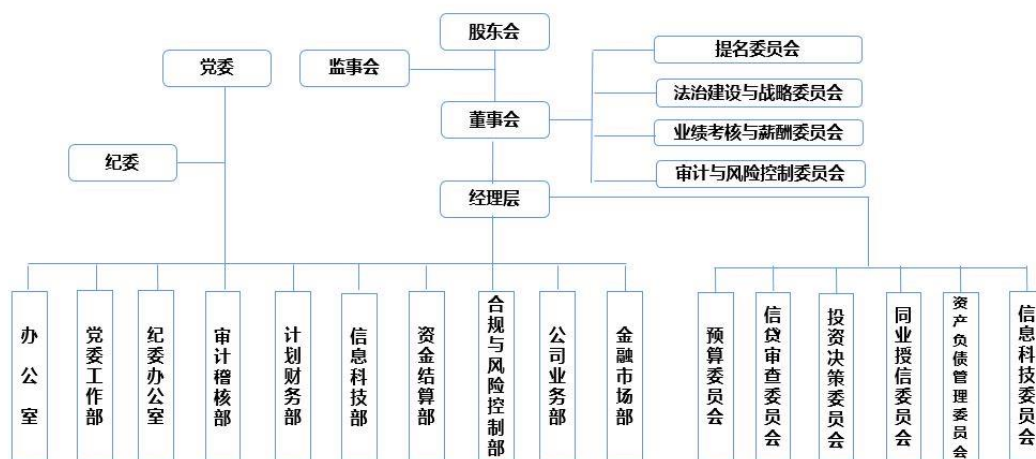 股东会
提名委员会
党委
监事会
法治建设与战略委员会
董事会
业绩考核与薪酬委员会
纪委
审计与风险控制委员会
经理层
办公室
党委工作部
纪委办公室
审计稽核部
计划财务部
信息科技部
资金结算部
合规与风险控制部
公司业务部
金融市场部
预算委员会
信贷审查委员会
投资决策委员会
同业授信委员会
资产负债管理委员会
信息科技委员会